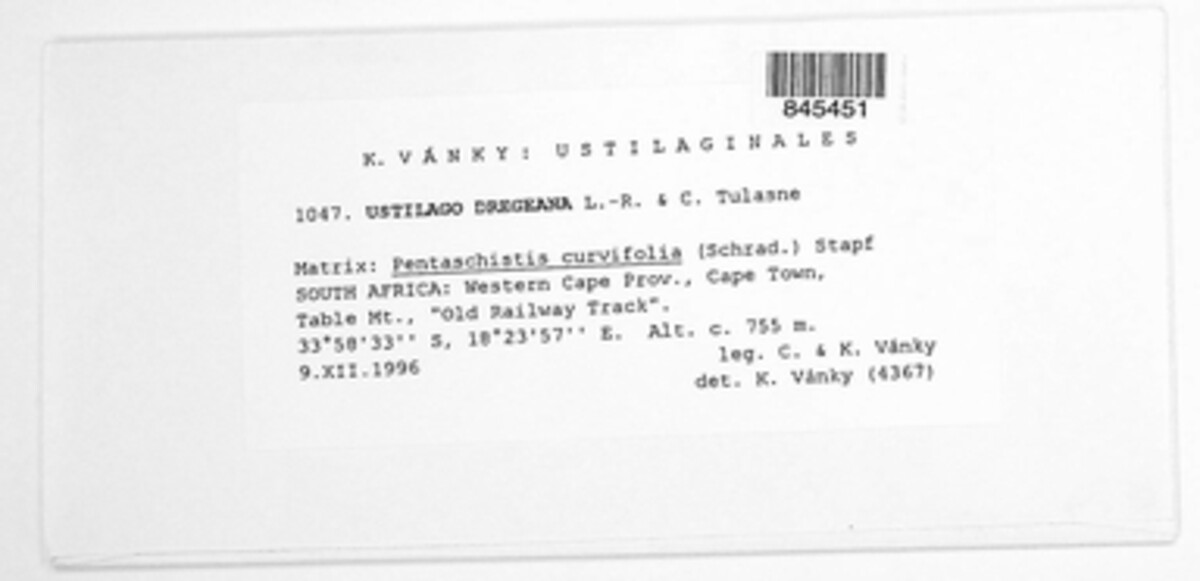 845451
K. VÁNKY: USTILAGINALES
1047. USTILAGO DREGEANA L.-R. & C. Tulasne
Matrix: Pentaschistis curvifolia (Schrad.) Stapf
SOUTH AFRICA: Western Cape Prov., Cape Town,
Table Mt., "Old Railway Track".
33°58'33'' S, 18°23'57'' E. Alt. c. 755 m.
9.XII.1996
leg. C. & K. Vánky
det. K. Vánky (4367)